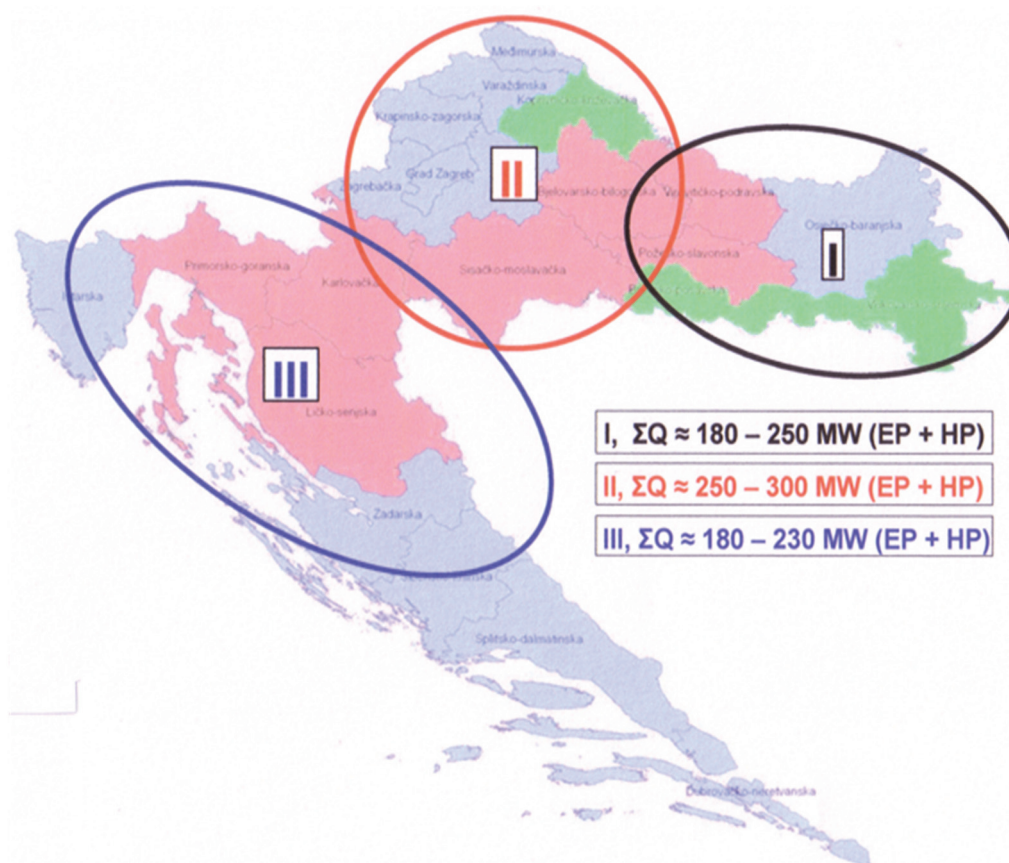 Međimurska
Varaždinska
Krapinsko-zagorska
Grad Zagreb
Zagrebačka
II
Bjelovarsko-bilogorska
Virovitičko-podravska
Osječko-baranjska
I
Požeško-slavonska
Sisačko-moslavačka
Primorsko-goranska
Karlovačka
Istarska
III
Ličko-senjska
I, ΣQ ≈ 180 – 250 MW (EP + HP)
II, ΣQ ≈ 250 – 300 MW (EP + HP)
III, ΣQ ≈ 180 – 230 MW (EP + HP)
Zadarska
Splitsko-dalmatinska
Dubrovačko-neretvanska